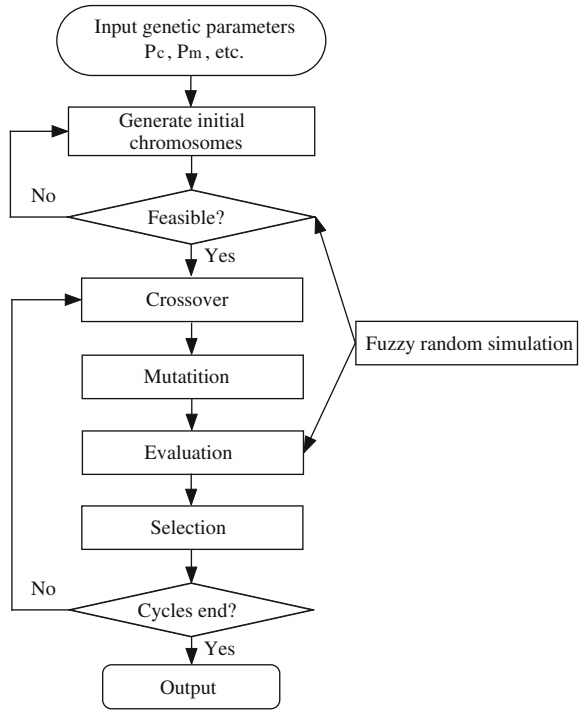 Input genetic parameters
Pc, Pm, etc.
Generate initial
chromosomes
No
Feasible?
Yes
Crossover
Fuzzy random simulation
Mutatition
Evaluation
Selection
No
Cycles end?
Yes
Output